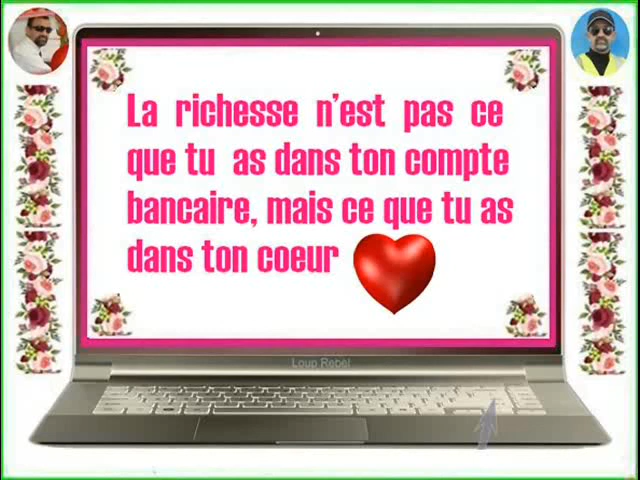 La richesse n'est pas ce
que tu as dans ton compte
bancaire, mais ce que tu as
dans ton coeur
Loup Rebel